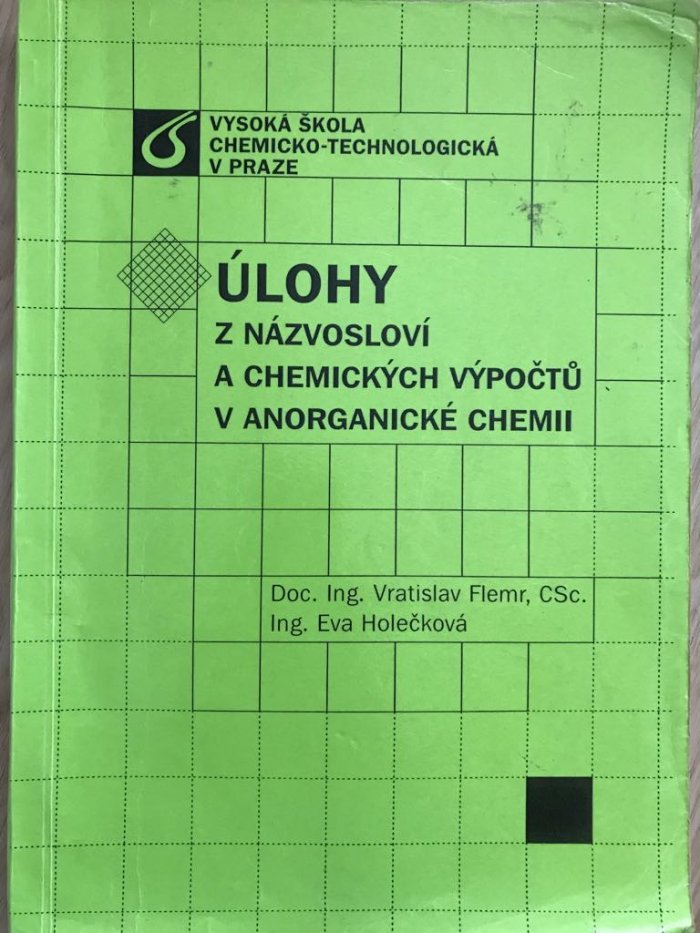 VYSOKÁ ŠKOLA
CHEMICKO-TECHNOLOGICKÁ
V PRAZE
ÚLOHY
Z NÁZVOSLOVÍ
A CHEMICKÝCH VÝPOČTŮ
V ANORGANICKÉ CHEMII
Doc. Ing. Vratislav Flemr, CSc.
Ing. Eva Holečková